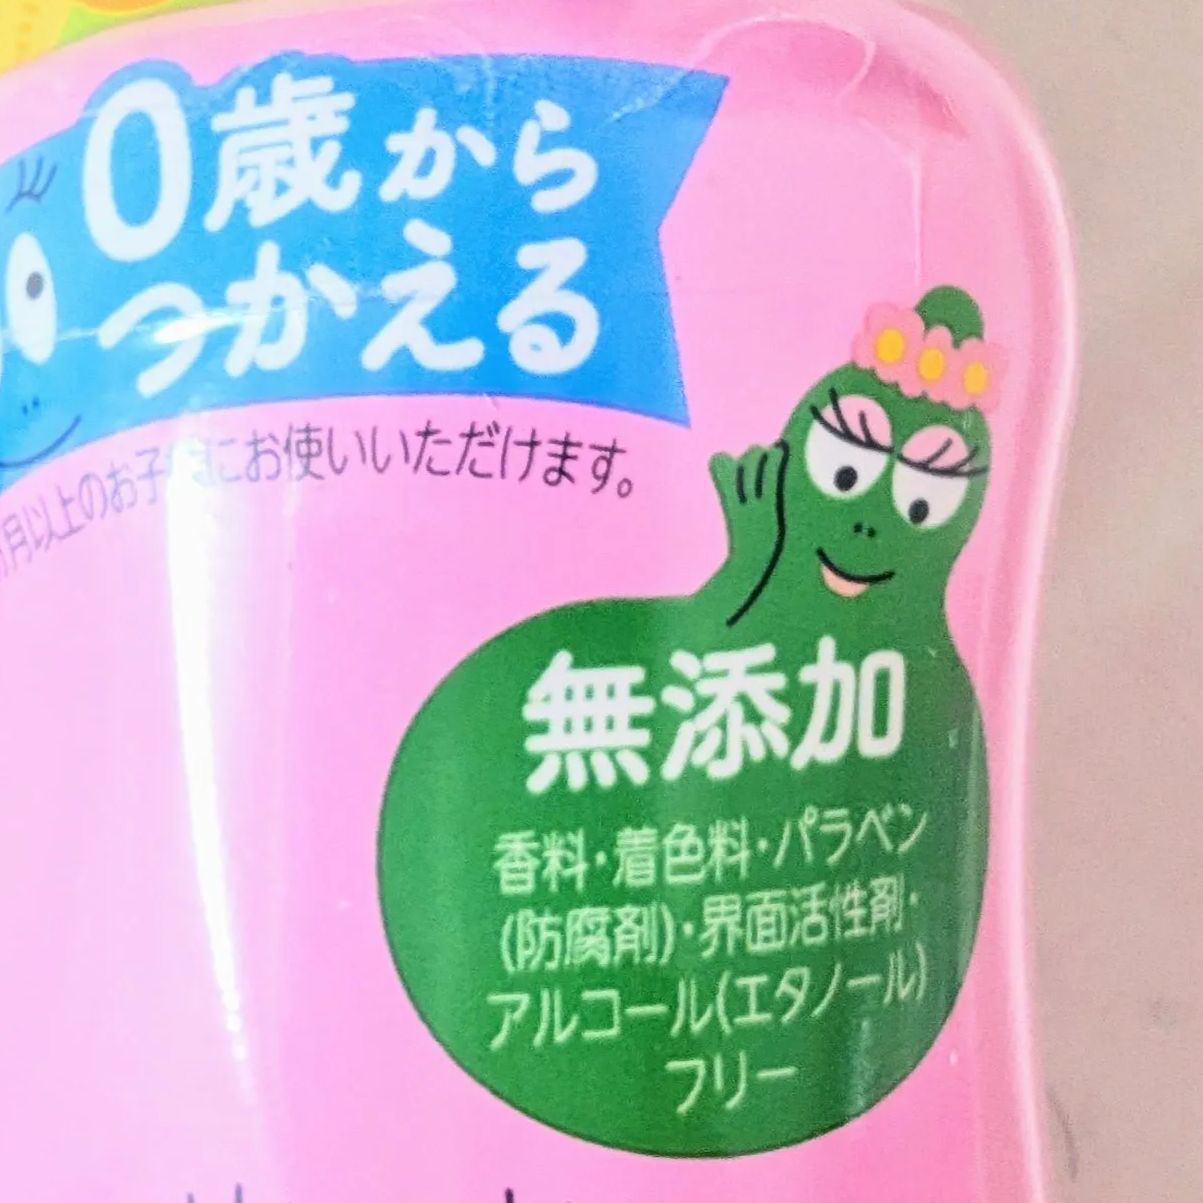 0歳から
つかえる
月以上のお子さまにお使いいただけます。
無添加
香料・着色料・パラベン
(防腐剤)・界面活性剤・
アルコール(エタノール)
フリー